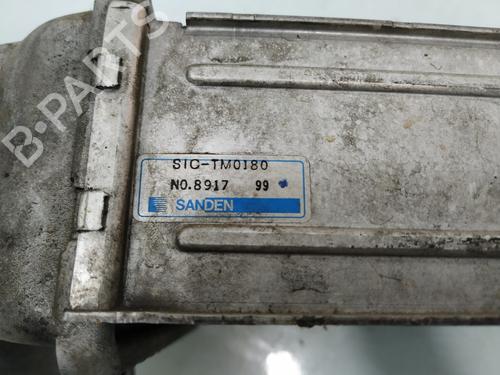 B-PARTS
SIC-TM0180
NO.8917 99
SANDEN